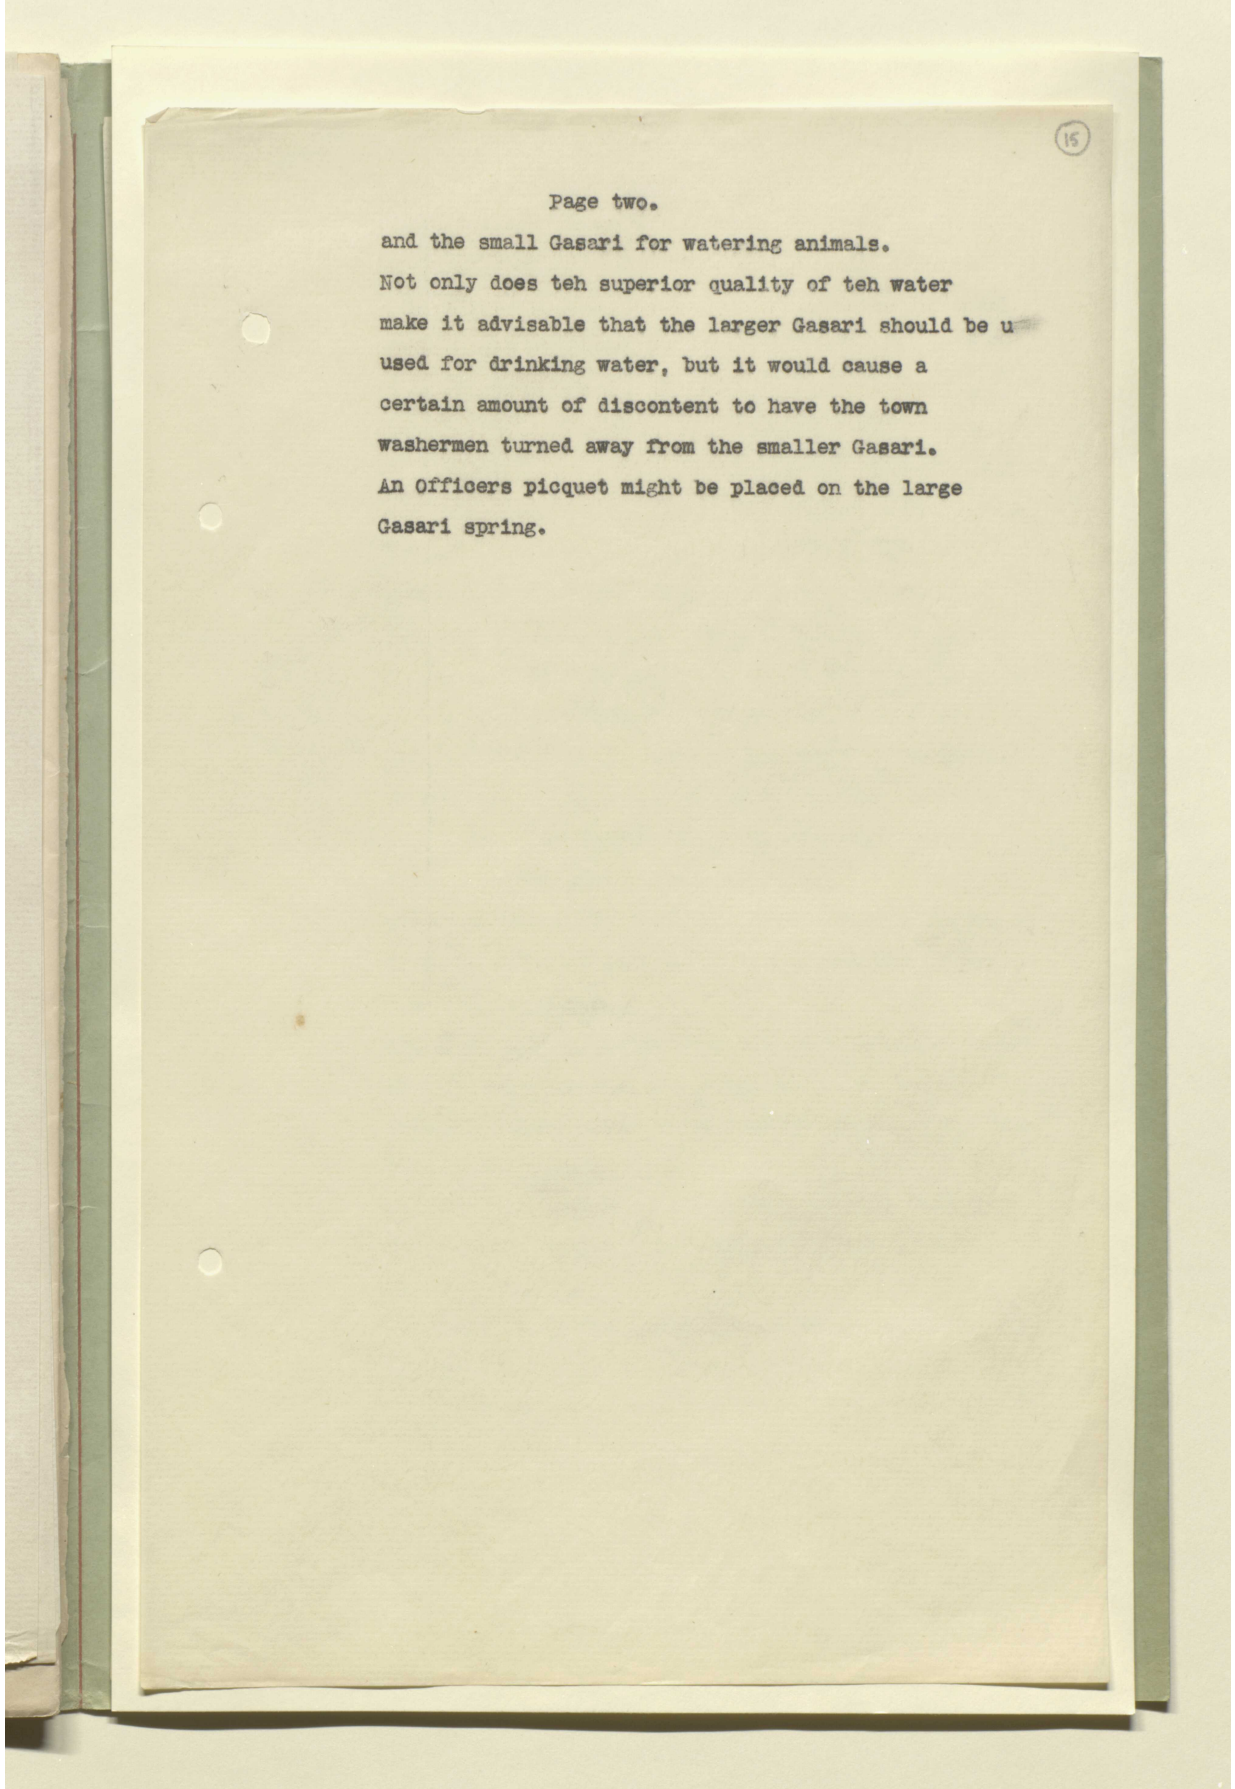 15
Page two.
and the small Gasari for watering animals.
Not only does teh superior quality of teh water
make it advisable that the larger Gasari should be u
used for drinking water, but it would cause a
certain amount of discontent to have the town
washermen turned away from the smaller Gasari.
An Officers picquet might be placed on the large
Gasari spring.